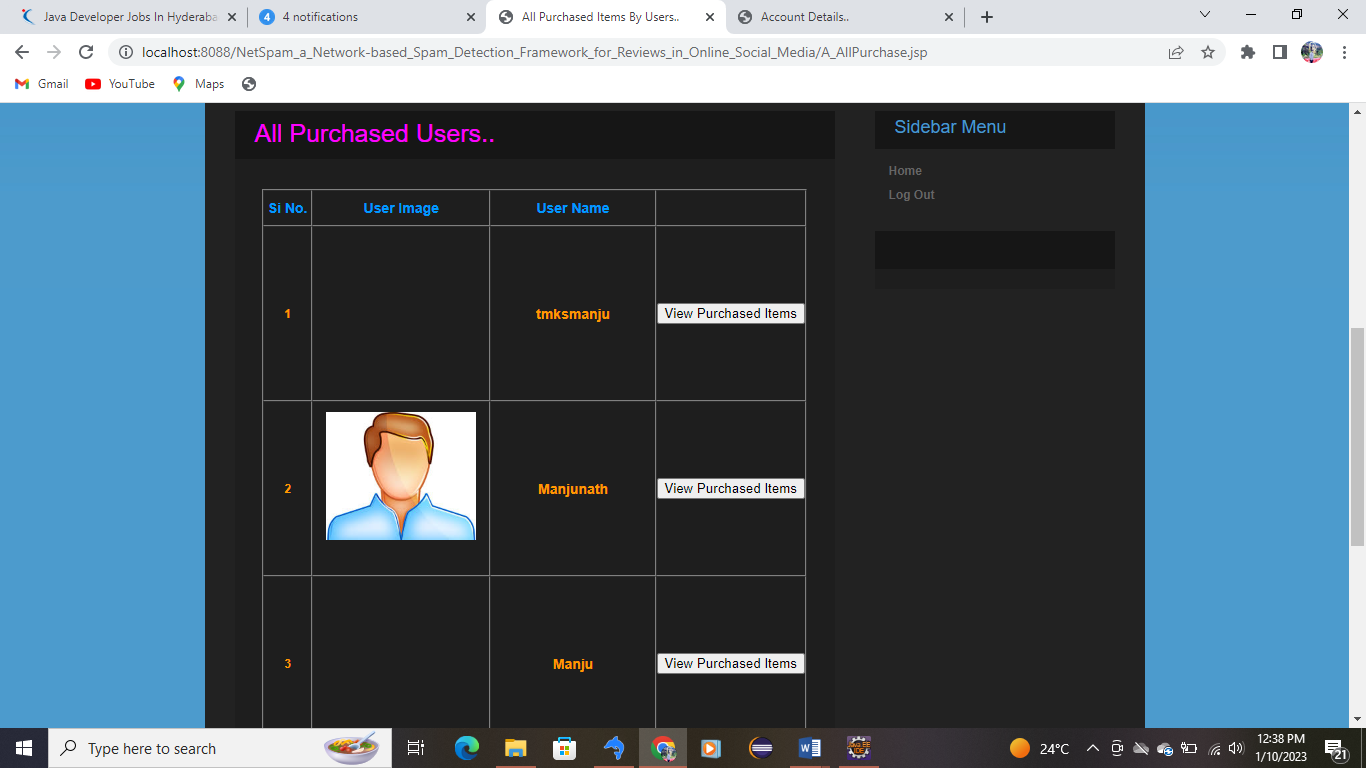 Java Developer Jobs In Hyderaba
4 4 notifications
All Purchased Items By Users..
Account Details..
localhost:8088/NetSpam_a_Network-based_Spam_Detection_Framework_for_Reviews_in_Online_Social_Media/A_AllPurchase.jsp
Gmail YouTube Maps
All Purchased Users..
Sidebar Menu
Home
Log Out
Si No. User Image User Name
1 tmksmanju View Purchased Items
2 Manjunath View Purchased Items
3 Manju View Purchased Items
Type here to search
24°C
12:38 PM
1/10/2023
21